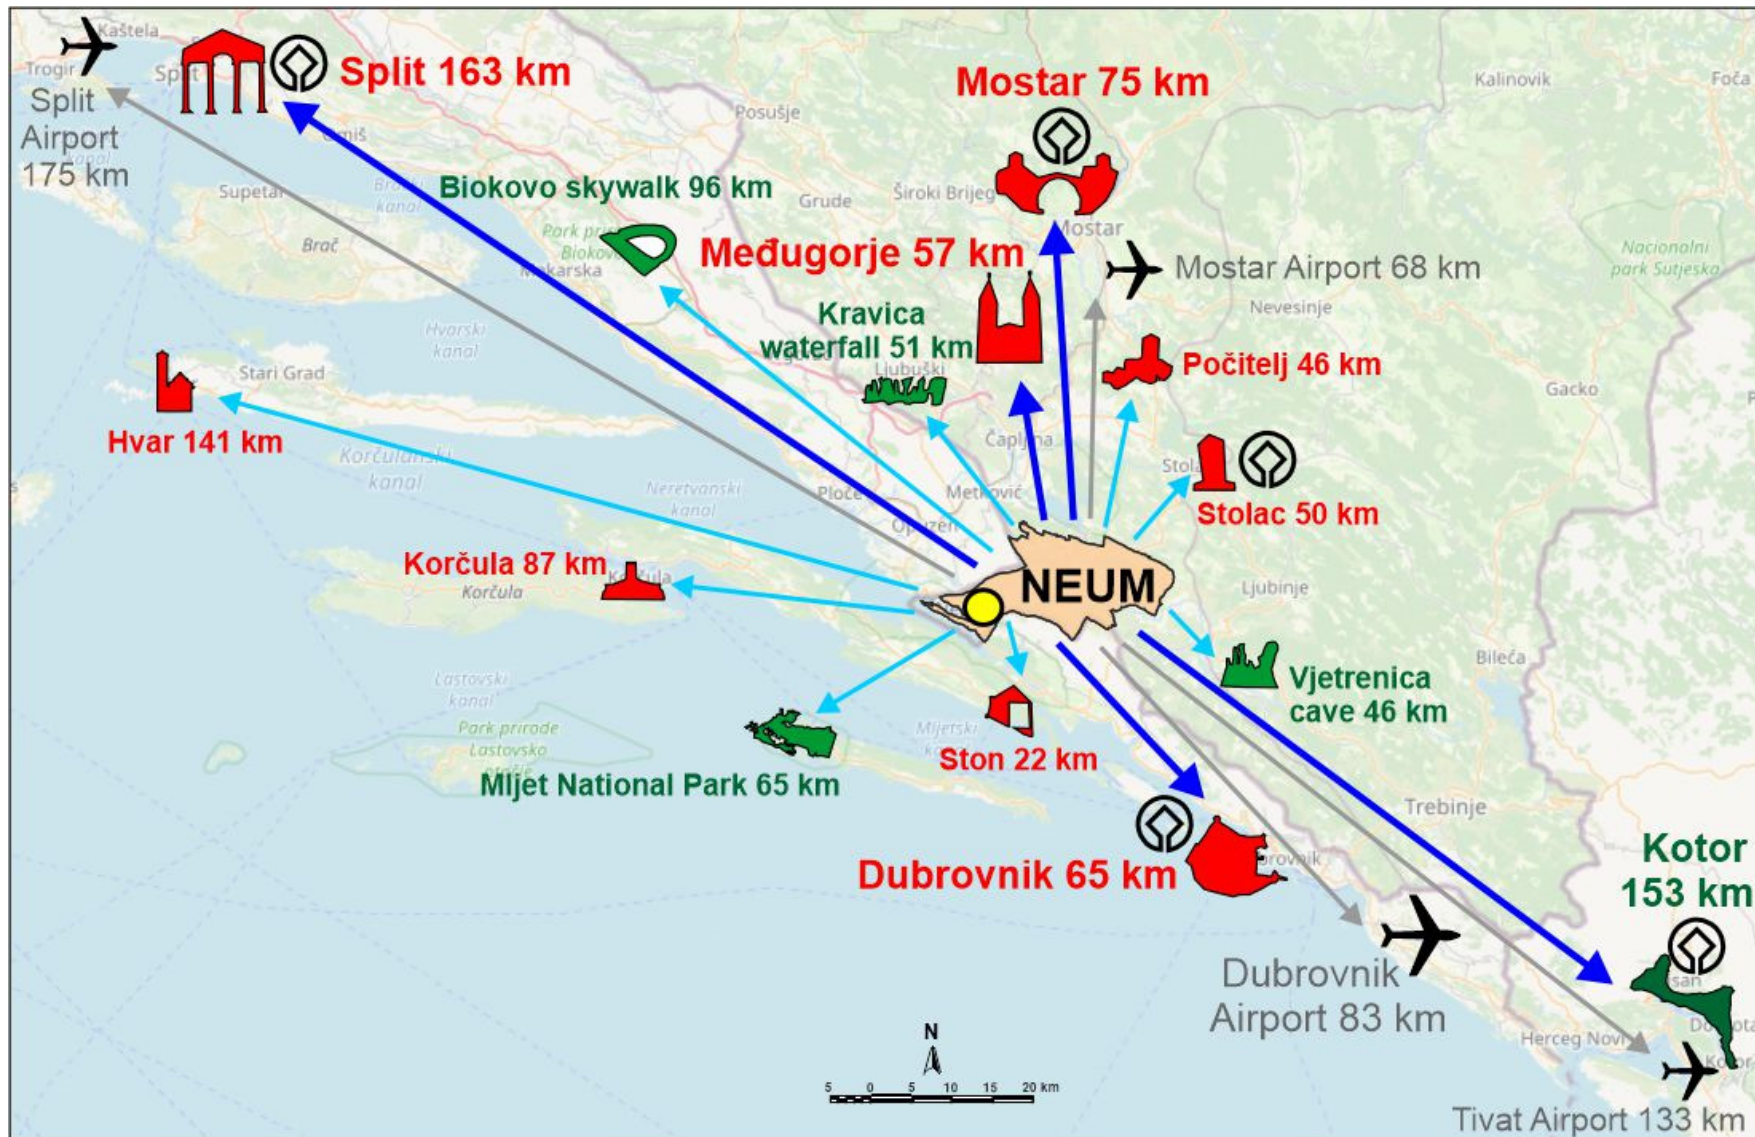 Kaštela
Trogir
Split
Airport
175 km
Split 163 km
Omiš
Supetar
Brač
Mostar 75 km
Posušje
Kalinovik
Foča
Biokovo skywalk 96 km
Grude
Široki Brijeg
Mostar
Makarska
Međugorje 57 km
Mostar Airport 68 km
Nacionalni
park Sutjeska
Nevesinje
Hvarski
kanal
Kravica
waterfall 51 km
Ljubuški
Počitelj 46 km
Gacko
Stari Grad
Hvar 141 km
Korčulanski
kanal
Čapljina
Neretvanski
kanal
Ploče
Metković
Opuzen
Stolac 50 km
Korčula 87 km
Korčula
NEUM
Ljubinje
Bileća
Vjetrenica
cave 46 km
Lastovski
kanal
Park prirode
Lastovsko
Mljet National Park 65 km
Mijetski
Ston 22 km
Trebinje
Dubrovnik 65 km
Kotor
153 km
Dubrovnik
Airport 83 km
Herceg Novi
Tivat Airport 133 km
N
5 0 5 10 15 20 km